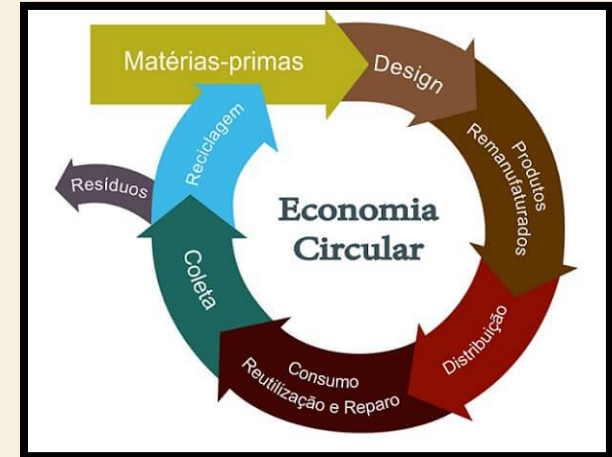 Matérias-primas
Design
Produtos
Remanufaturados
Distribuição
Consumo
Reutilização e Reparo
Coleta
Reciclagem
Resíduos
Economia
Circular